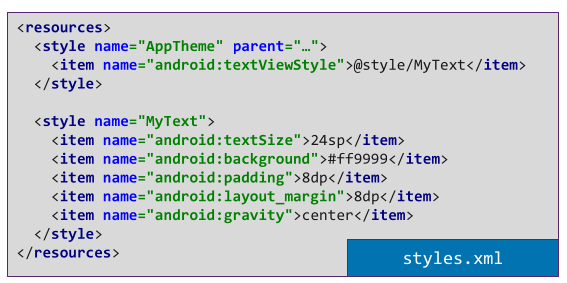 <resources>
  <style name="AppTheme" parent="…">
    <item name="android:textViewStyle">@style/MyText</item>
  </style>

  <style name="MyText">
    <item name="android:textSize">24sp</item>
    <item name="android:background">#ff9999</item>
    <item name="android:padding">8dp</item>
    <item name="android:layout_margin">8dp</item>
    <item name="android:gravity">center</item>
  </style>
</resources>
styles.xml